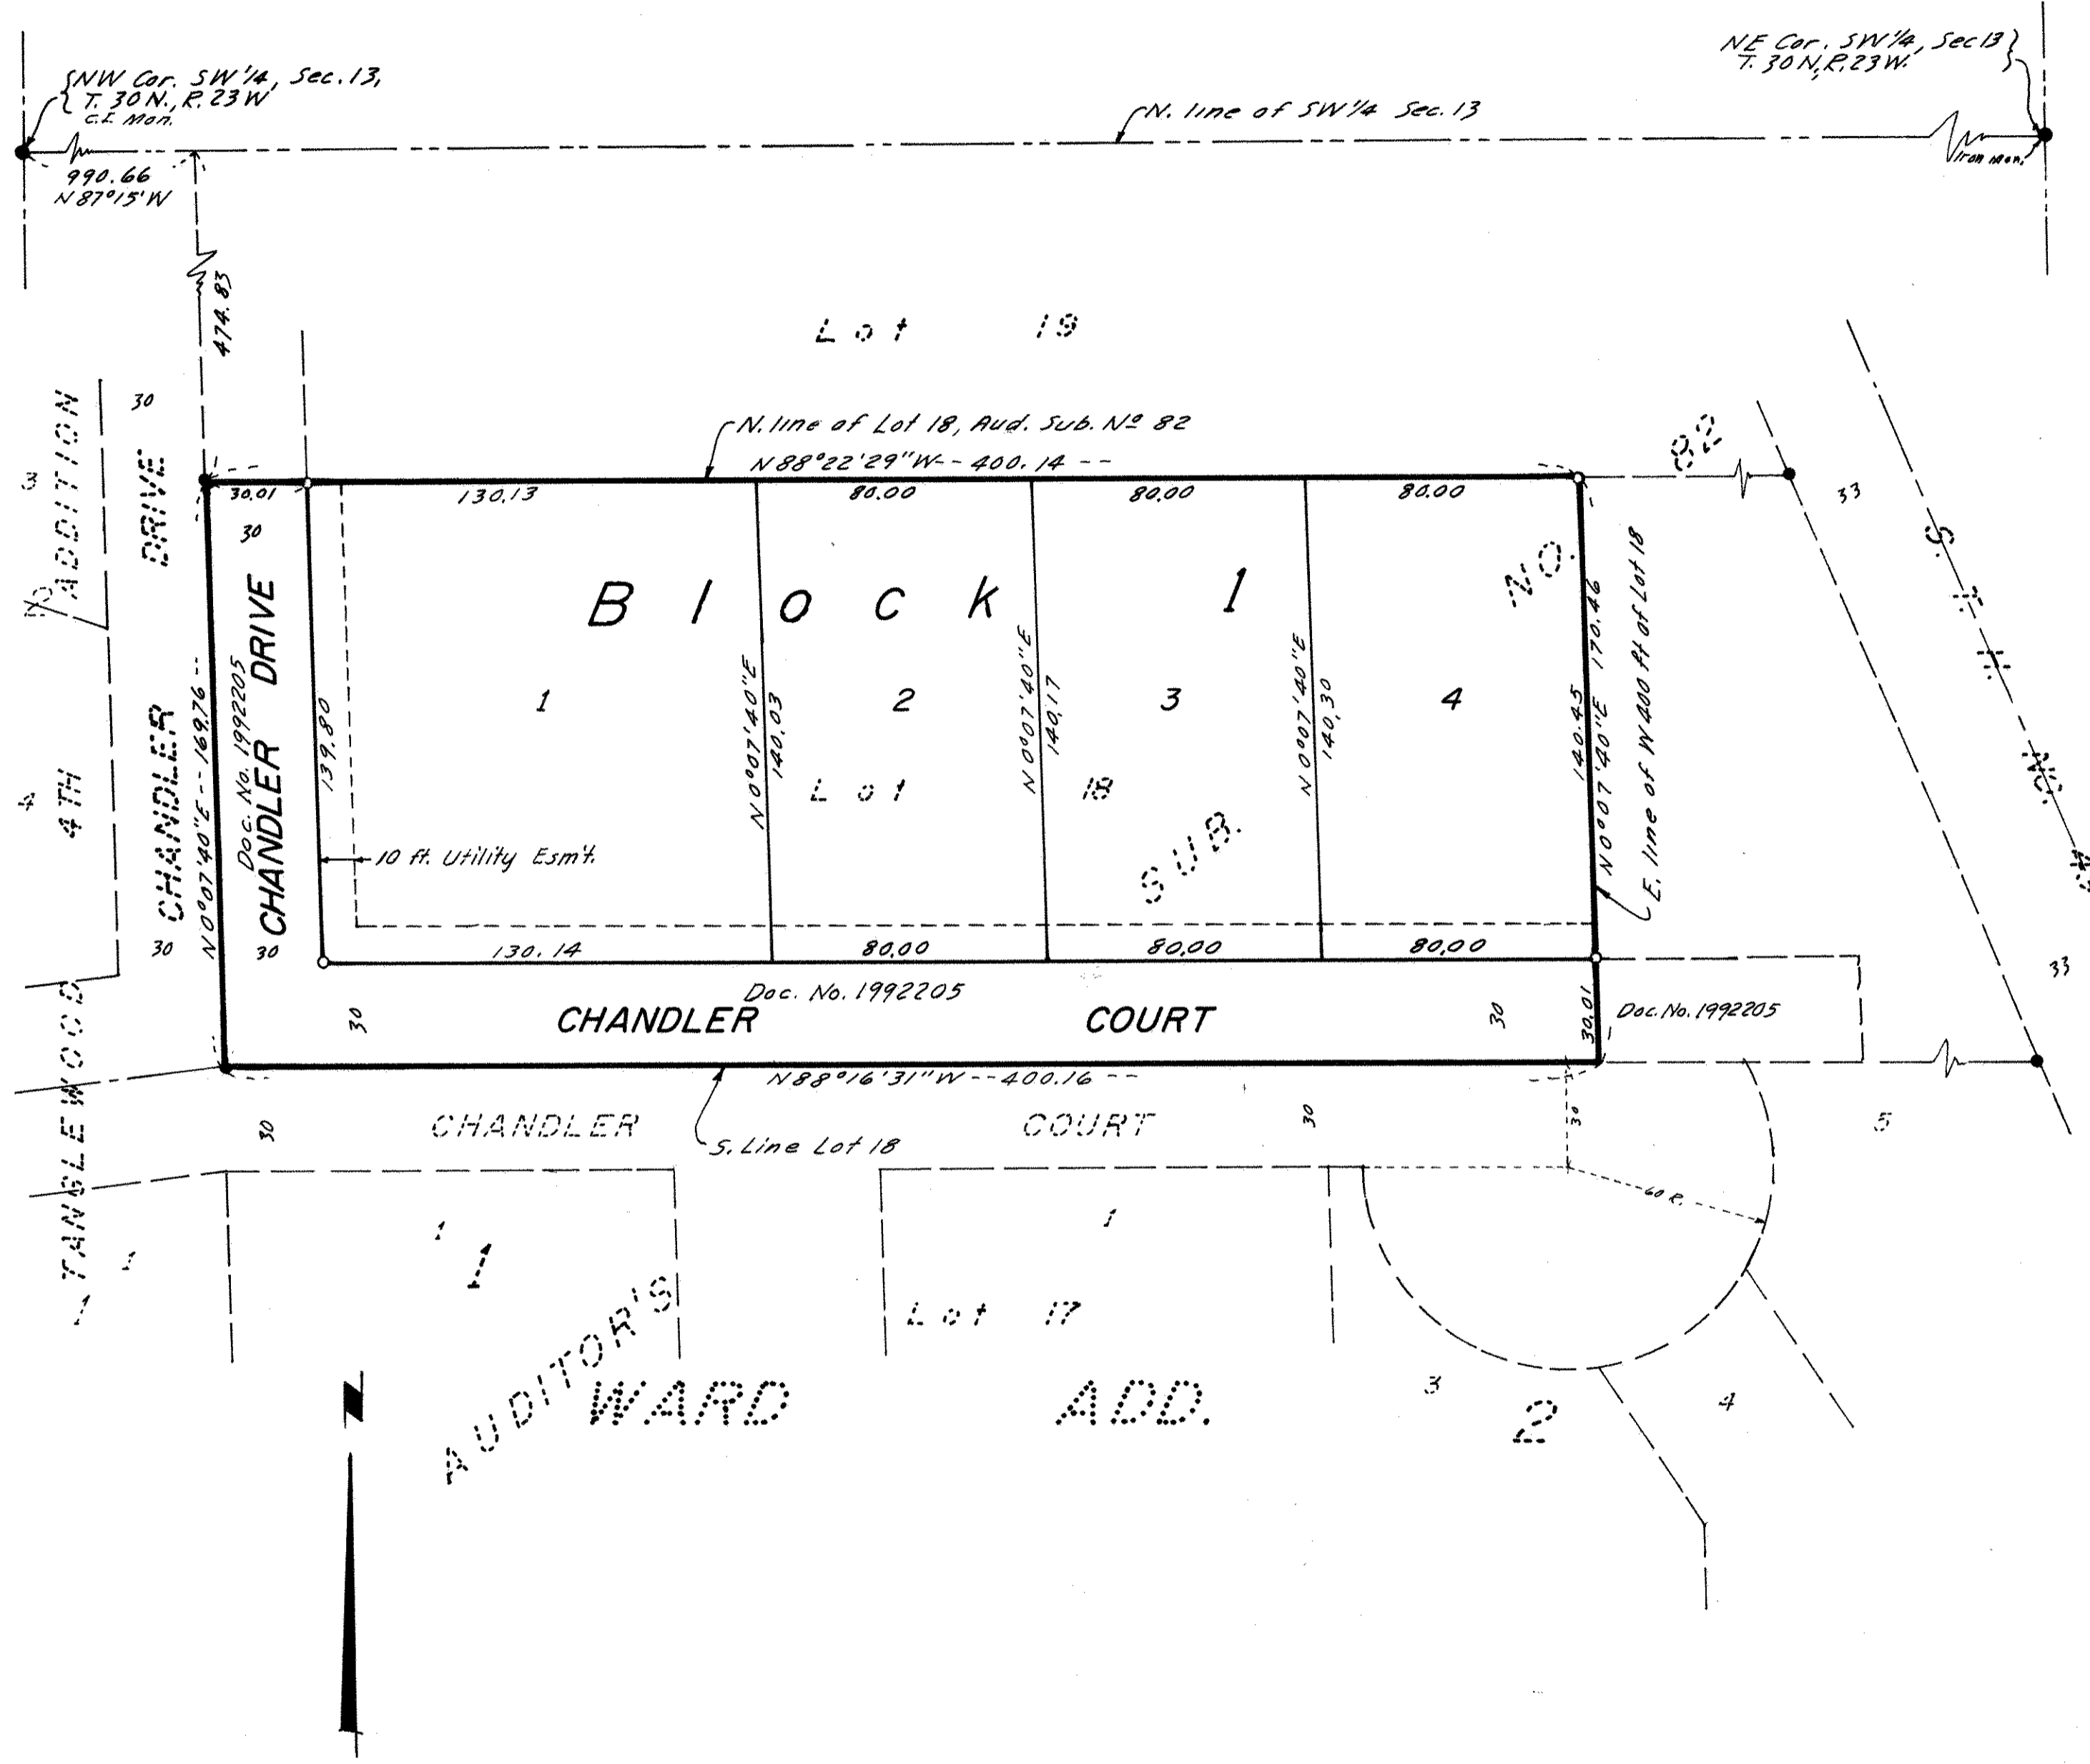 {NW Cor. SW 1/4, Sec. 13,
T. 30 N., R. 23 W
C.I. Mon.
NE Cor. SW 1/4, Sec 13}
T. 30 N, R. 23 W.
N. line of SW 1/4 Sec. 13
Iron Mon.
990.66
N 87°15' W
474.83
Lot 19
30
3
ADDITION
DRIVE
N. line of Lot 18, Aud. Sub. Nº 82
N 88°22'29" W -- 400.14 --
82
33
30.01
130.13
80.00
80.00
80.00
30
Block 1
NO.
CHANDLER DRIVE
Doc. No. 1992205
N 0°07'40" E -- 169.76 --
139.80
1
N 0°07'40" E
140.03
2
N 0°07'40" E
140.17
3
N 0°07'40" E
140.30
4
140.45
N 0°07'40" E 170.46
E. line of W 400 ft of Lot 18
Lot 18
SUB.
4
4TH
CHANDLER
10 ft. Utility Esm't.
30
30
130.14
80.00
80.00
80.00
33
Doc. No. 1992205
30
CHANDLER COURT
30
30.01
Doc. No. 1992205
N 88°16'31" W -- 400.16 --
TANGLEWOOD
30
CHANDLER COURT
30
30
5
S. Line Lot 18
60 R.
1
1
1
1
1
Lot 17
AUDITOR'S
WARD ADD.
3
2
4
N